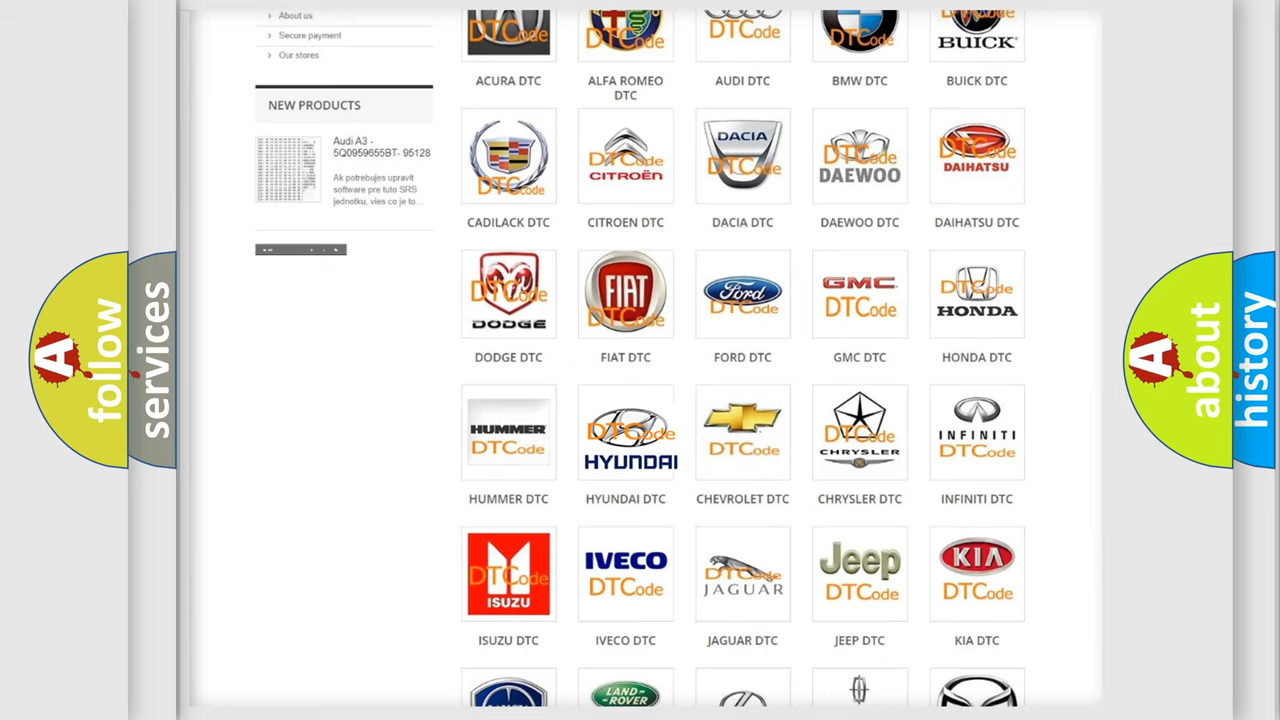 About us
Secure payment
Our stores
NEW PRODUCTS
Audi A3 -
5Q0959655BT- 95128
Ak potrebujes upravit
software pre tuto SRS
jednotku, vies co je to...
DTCode
DTCode
DTCode
DTCode
BUICK
ACURA DTC
ALFA ROMEO
DTC
AUDI DTC
BMW DTC
BUICK DTC
DTCode
DTCode
CITROËN
DACIA
DTCode
DTCode
DAEWOO
DTCode
DAIHATSU
CADILACK DTC
CITROEN DTC
DACIA DTC
DAEWOO DTC
DAIHATSU DTC
DTCode
DODGE
FIAT
DTCode
Ford
DTCode
GMC
DTCode
DTCode
HONDA
DODGE DTC
FIAT DTC
FORD DTC
GMC DTC
HONDA DTC
HUMMER
DTCode
DTCode
HYUNDAI
DTCode
DTCode
CHRYSLER
INFINITI
DTCode
HUMMER DTC
HYUNDAI DTC
CHEVROLET DTC
CHRYSLER DTC
INFINITI DTC
DTCode
ISUZU
IVECO
DTCode
DTCode
JAGUAR
Jeep
DTCode
KIA
DTCode
ISUZU DTC
IVECO DTC
JAGUAR DTC
JEEP DTC
KIA DTC
LAND-
ROVER
A follow
services
A about
history